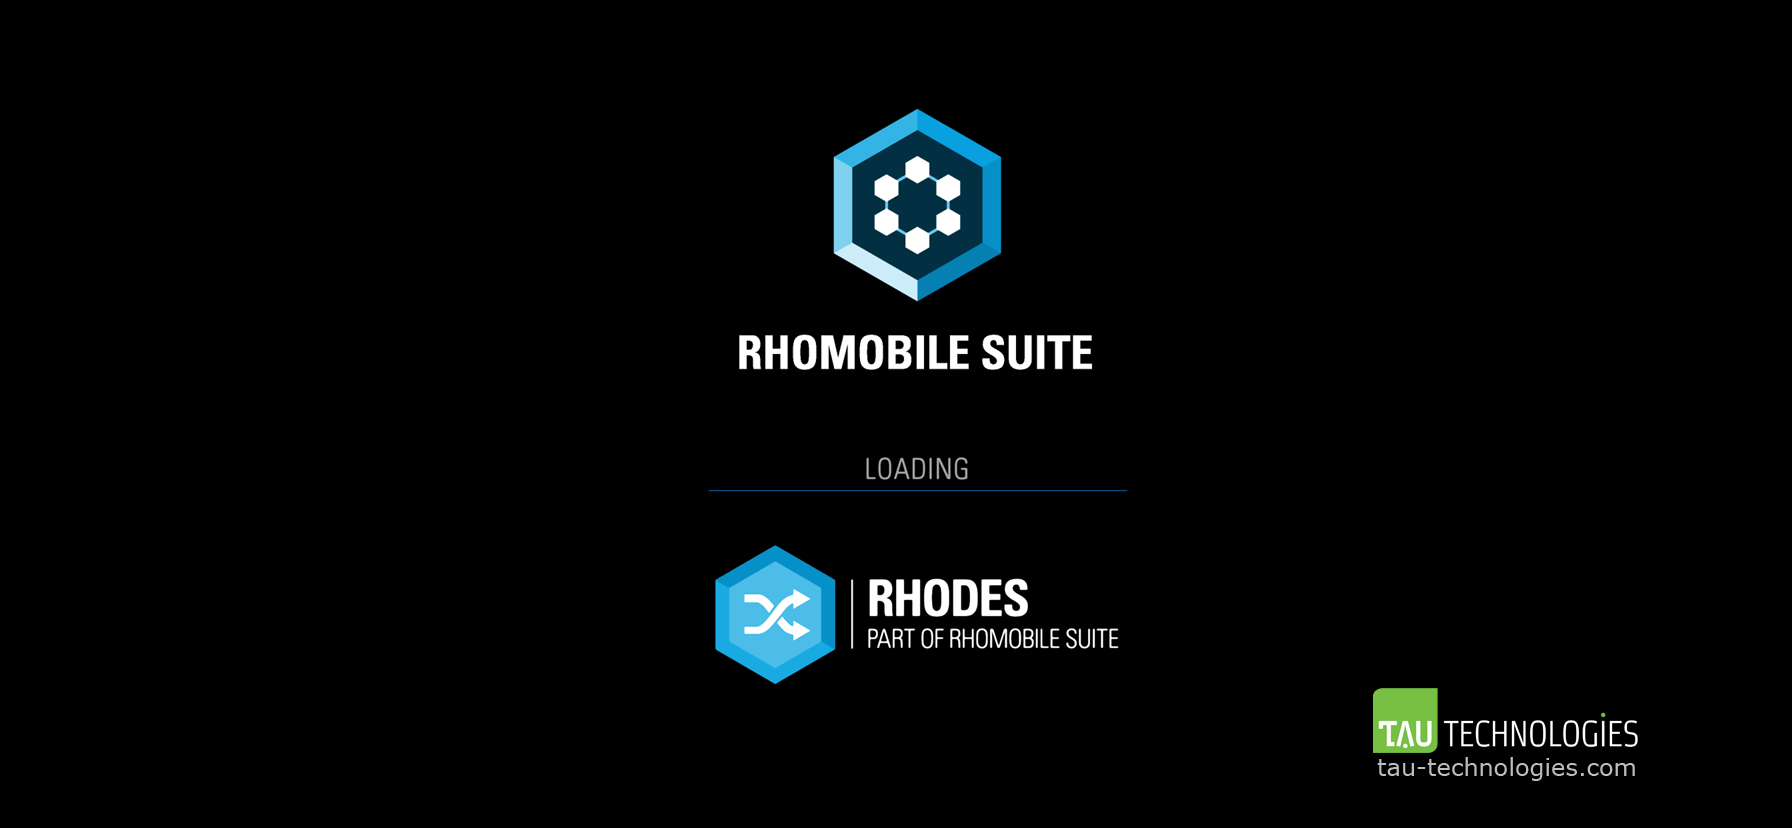 RHOMOBILE SUITE
LOADING
RHODES
PART OF RHOMOBILE SUITE
TAU TECHNOLOGIES
tau-technologies.com